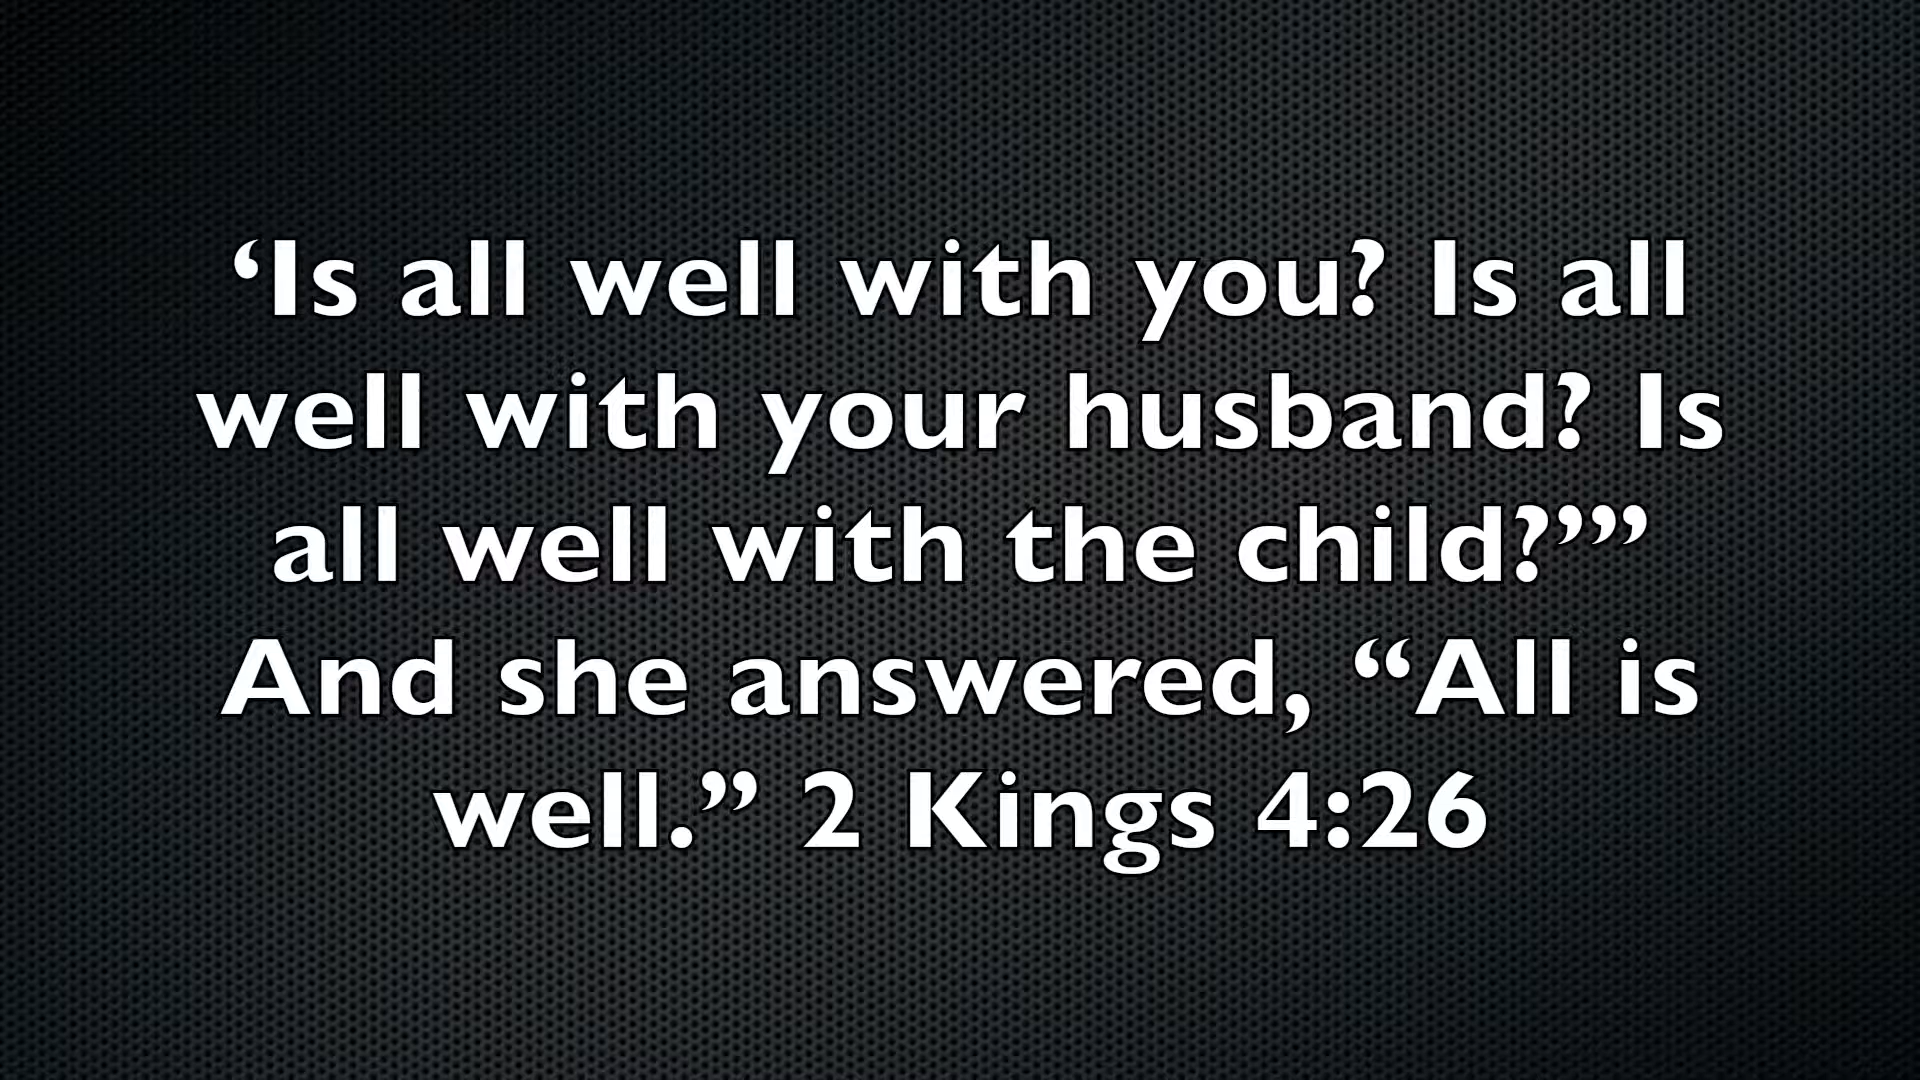 ‘Is all well with you? Is all
well with your husband? Is
all well with the child?’”
And she answered, “All is
well.” 2 Kings 4:26